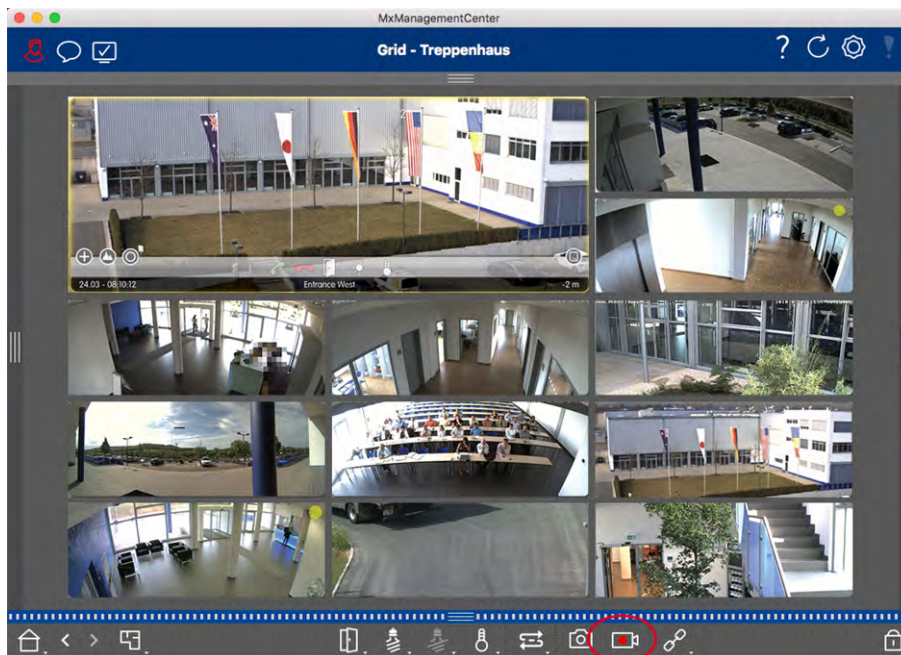 MxManagementCenter
Grid - Treppenhaus
24.03 - 08:10:12
Entrance West
-2 m